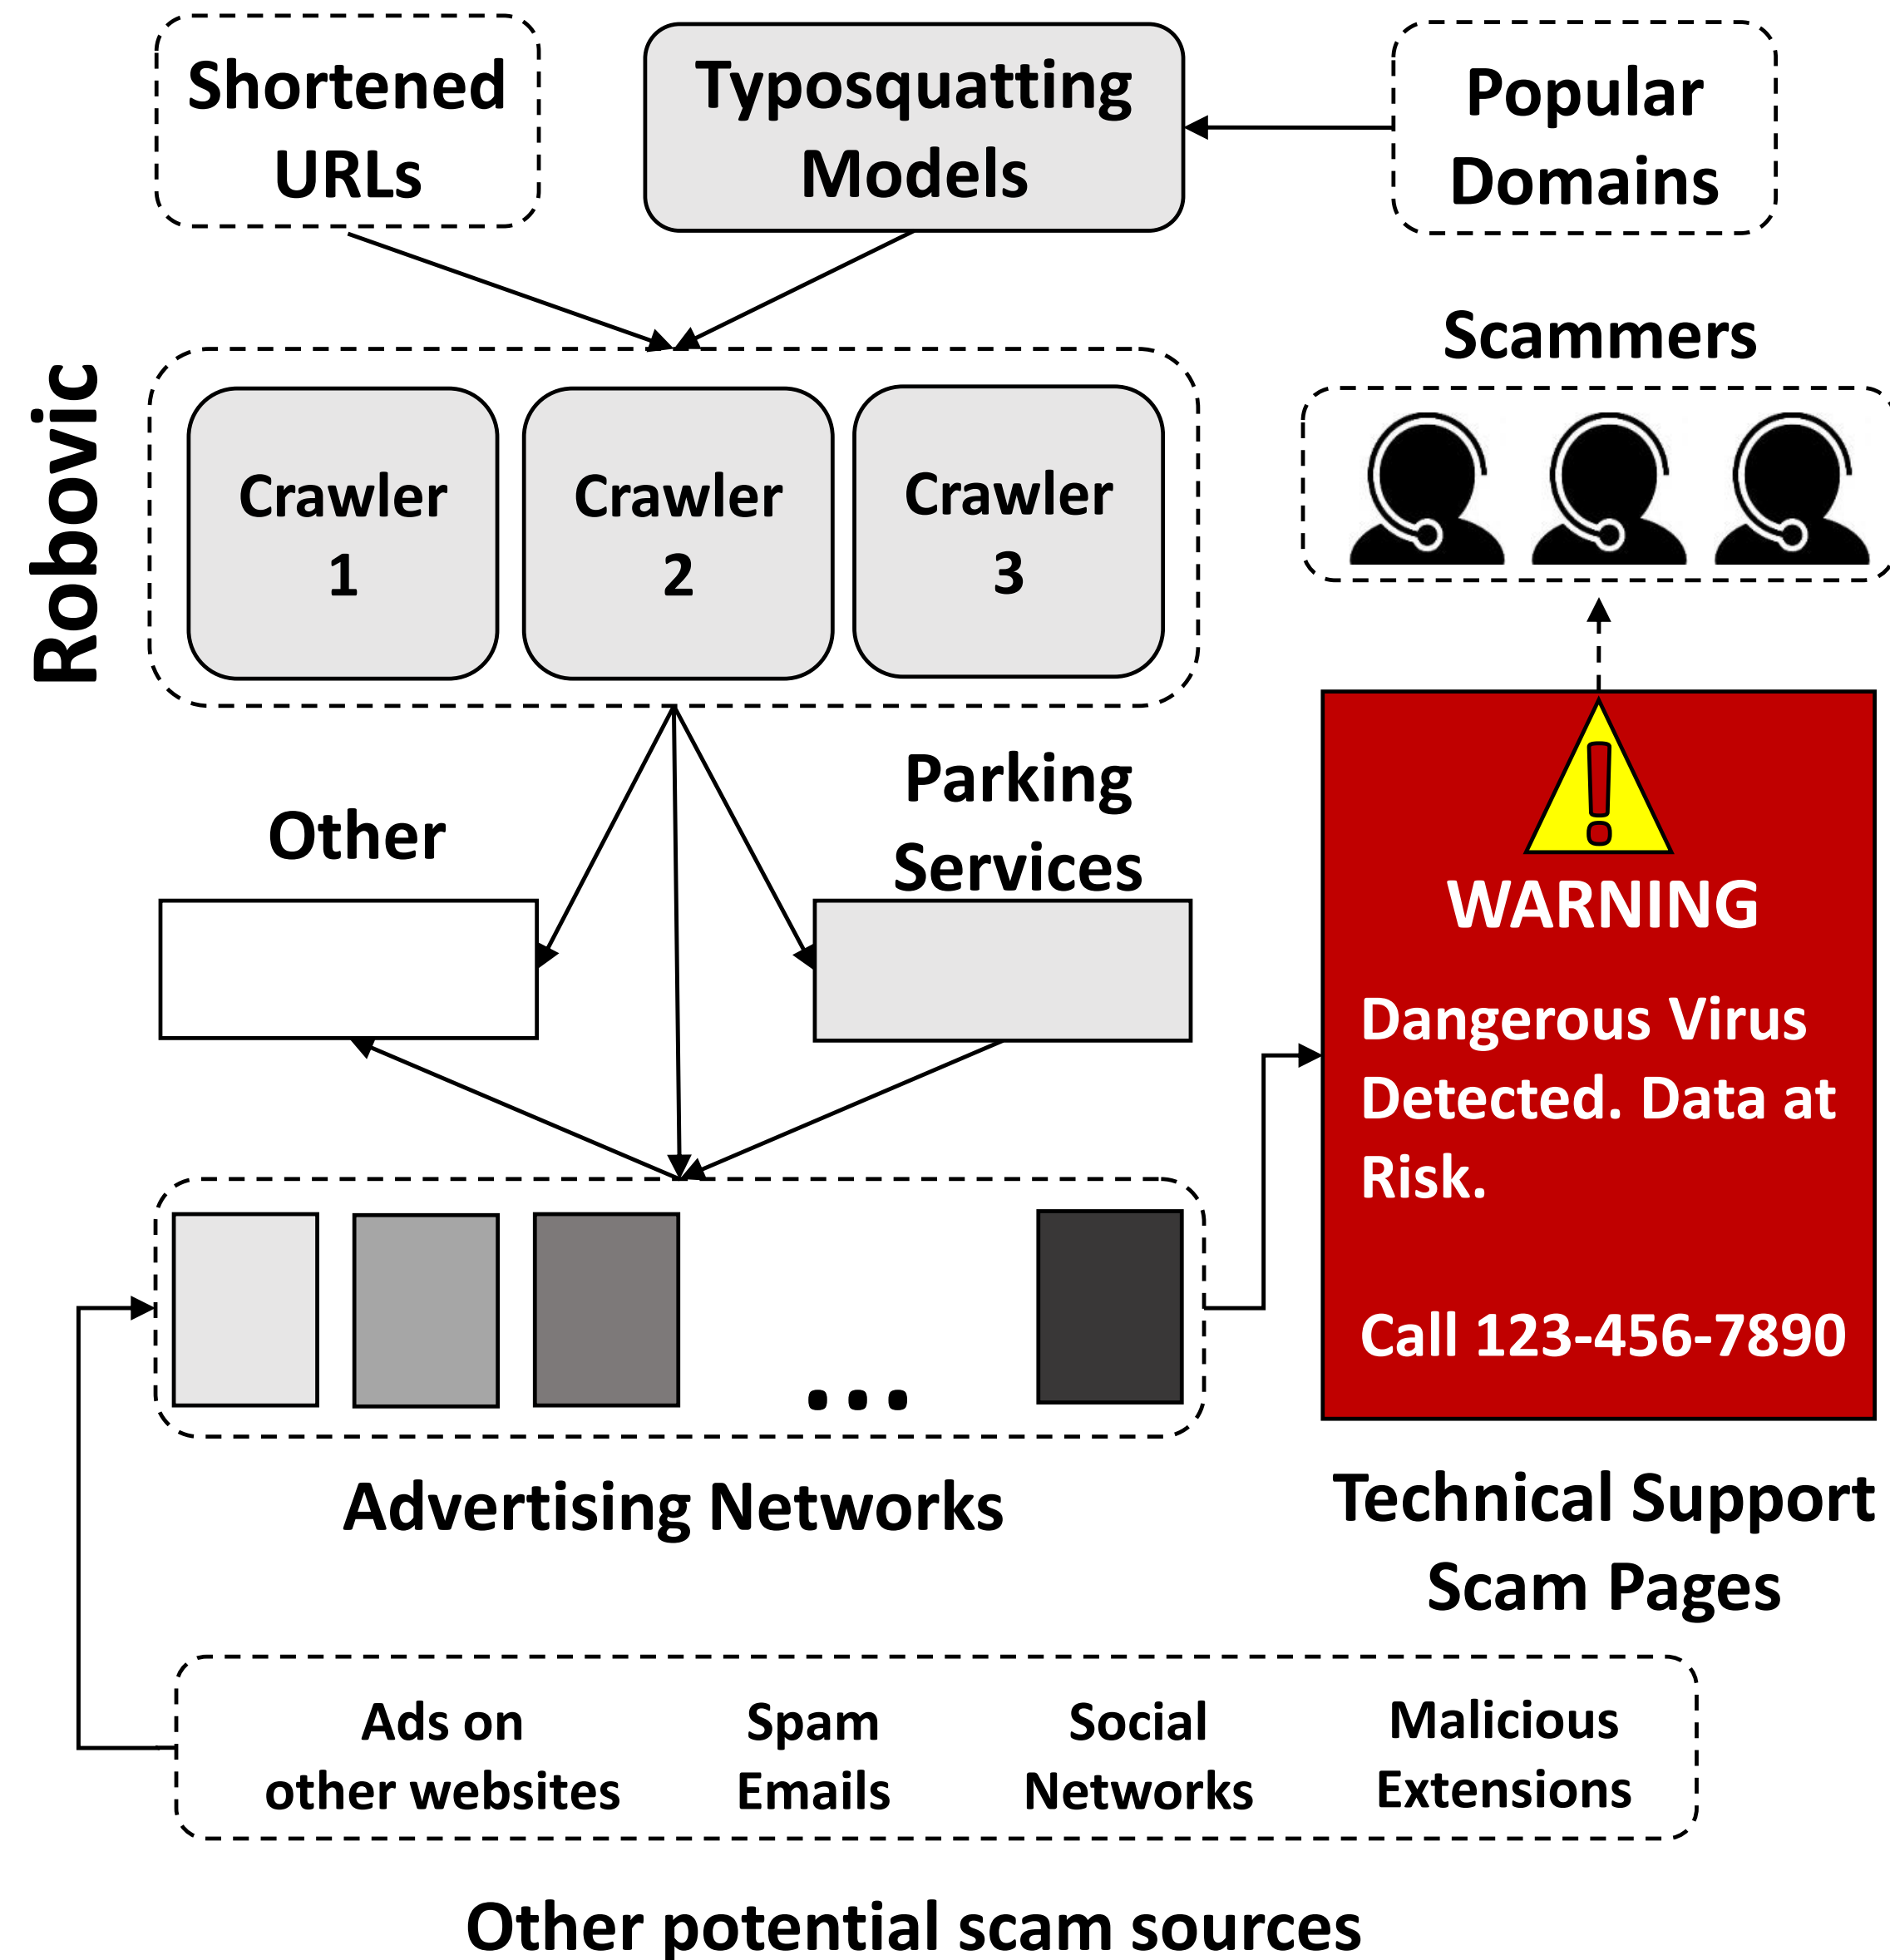 Shortened
URLs
Typosquatting
Models
Popular
Domains
Scammers
Robovic
Crawler
1
Crawler
2
Crawler
3
Other
Parking
Services
WARNING
Dangerous Virus
Detected. Data at
Risk.
Call 123-456-7890
...
Advertising Networks
Technical Support
Scam Pages
Ads on
other websites
Spam
Emails
Social
Networks
Malicious
Extensions
Other potential scam sources